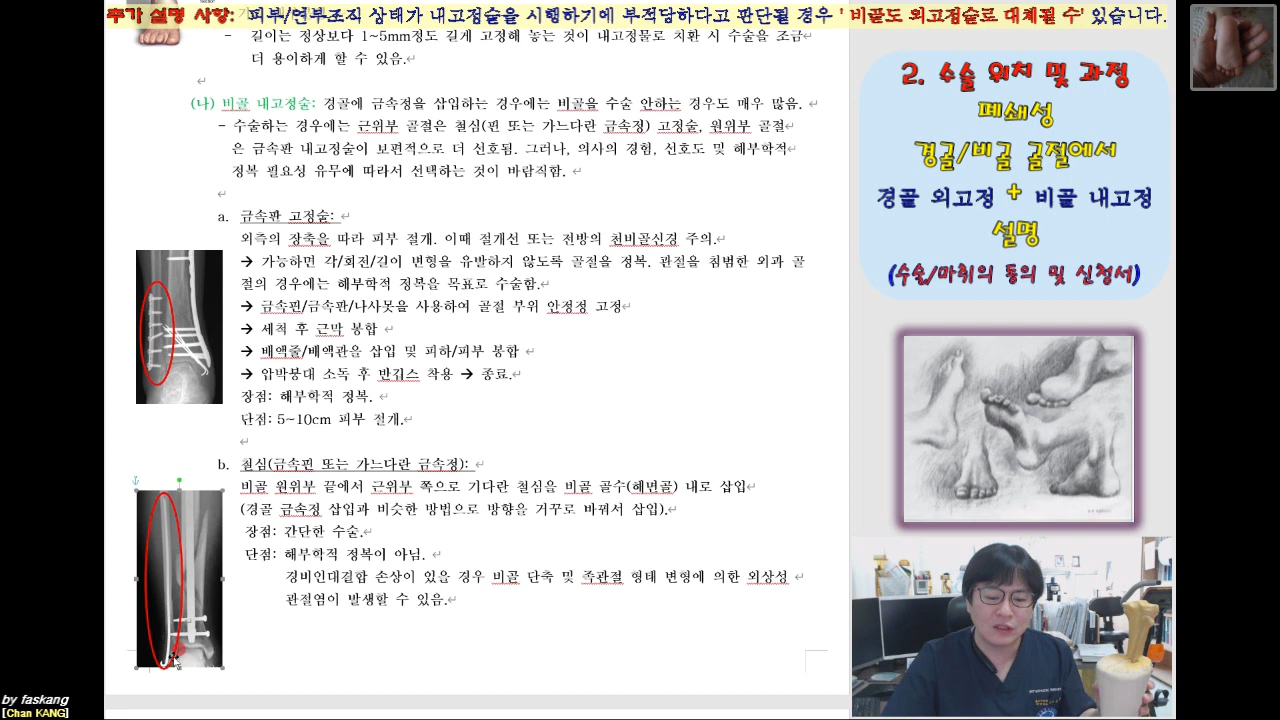 추가 설명 사항: 피부/연부조직 상태가 내고정술을 시행하기에 부적당하다고 판단될 경우 ' 비골도 외고정술로 대체될 수' 있습니다.
- 길이는 정상보다 1~5mm정도 길게 고정해 놓는 것이 내고정물로 치환 시 수술을 조금
더 용이하게 할 수 있음.
(나) 비골 내고정술: 경골에 금속정을 삽입하는 경우에는 비골을 수술 안하는 경우도 매우 많음.
- 수술하는 경우에는 근위부 골절은 철심(핀 또는 가느다란 금속정) 고정술, 원위부 골절
은 금속판 내고정술이 보편적으로 더 선호됨. 그러나, 의사의 경험, 선호도 및 해부학적
정복 필요성 유무에 따라서 선택하는 것이 바람직함.
a. 금속판 고정술:
외측의 장축을 따라 피부 절개. 이때 절개선 또는 전방의 천비골신경 주의.
→ 가능하면 각/회전/길이 변형을 유발하지 않도록 골절을 정복. 관절을 침범한 외과 골
절의 경우에는 해부학적 정복을 목표로 수술함.
→ 금속핀/금속판/나사못을 사용하여 골절 부위 안정정 고정
→ 세척 후 근막 봉합
→ 배액줄/배액관을 삽입 및 피하/피부 봉합
→ 압박붕대 소독 후 반깁스 착용 → 종료.
장점: 해부학적 정복.
단점: 5~10cm 피부 절개.
b. 철심(금속핀 또는 가느다란 금속정):
비골 원위부 끝에서 근위부 쪽으로 기다란 철심을 비골 골수(해면골) 내로 삽입
(경골 금속정 삽입과 비슷한 방법으로 방향을 거꾸로 바꿔서 삽입).
장점: 간단한 수술.
단점: 해부학적 정복이 아님.
경비인대결합 손상이 있을 경우 비골 단축 및 족관절 형태 변형에 의한 외상성
관절염이 발생할 수 있음.
2. 수술 위치 및 과정
폐쇄성
경골/비골 골절에서
경골 외고정 + 비골 내고정
설명
(수술/마취의 동의 및 신청서)
by faskang
[Chan KANG]